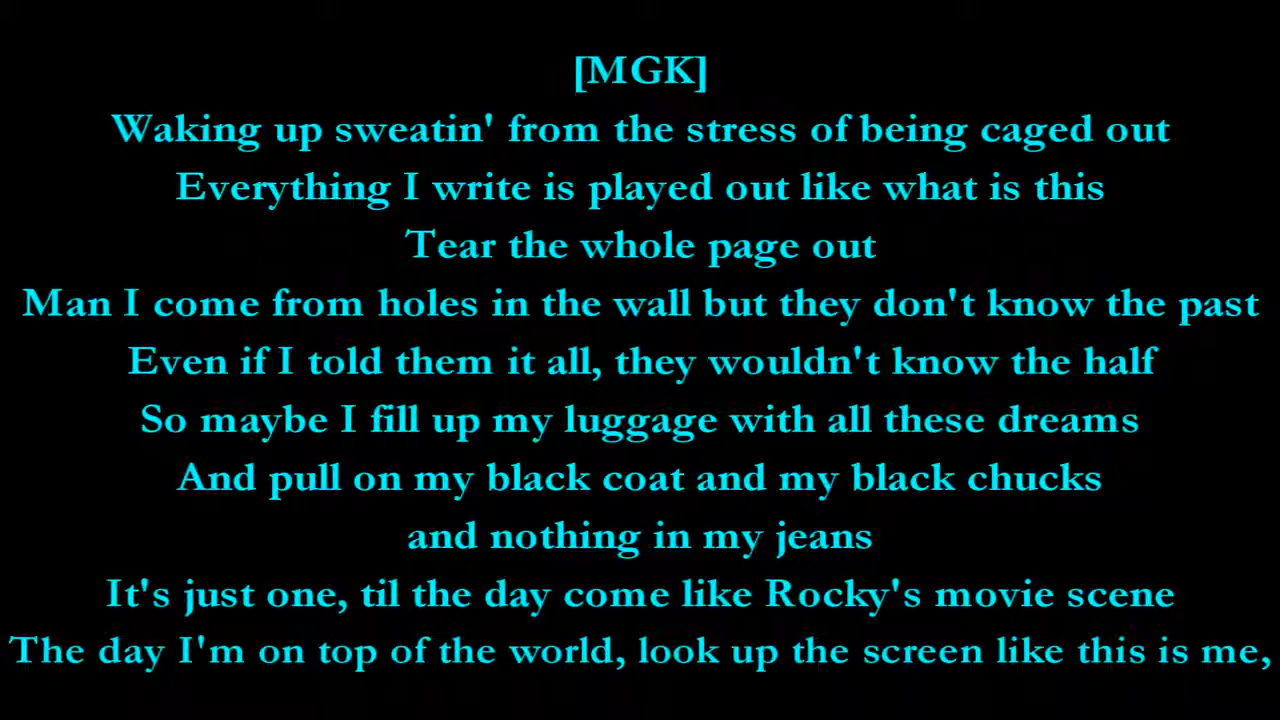 [MGK]
Waking up sweatin' from the stress of being caged out
Everything I write is played out like what is this
Tear the whole page out
Man I come from holes in the wall but they don't know the past
Even if I told them it all, they wouldn't know the half
So maybe I fill up my luggage with all these dreams
And pull on my black coat and my black chucks
and nothing in my jeans
It's just one, til the day come like Rocky's movie scene
The day I'm on top of the world, look up the screen like this is me,